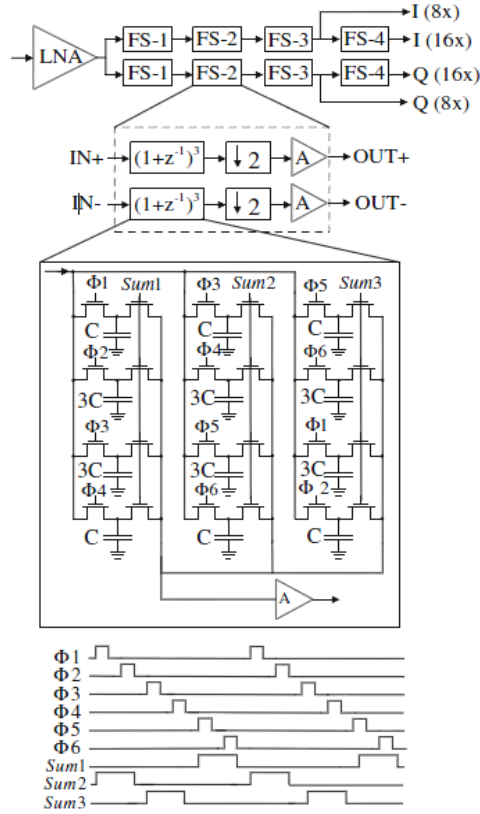 LNA FS-1 FS-2 FS-3 FS-4 I (8x)
I (16x)
FS-1 FS-2 FS-3 FS-4 Q (16x)
Q (8x)
IN+ (1+z⁻¹)³ ↓ 2 A OUT+
IN- (1+z⁻¹)³ ↓ 2 A OUT-
Φ1 Sum1 Φ3 Sum2 Φ5 Sum3
C C C
Φ2 Φ4 Φ6
3C 3C 3C
Φ3 Φ5 Φ1
3C 3C 3C
Φ4 Φ6 Φ 2
C C C
A
Φ1
Φ2
Φ3
Φ4
Φ5
Φ6
Sum1
Sum2
Sum3